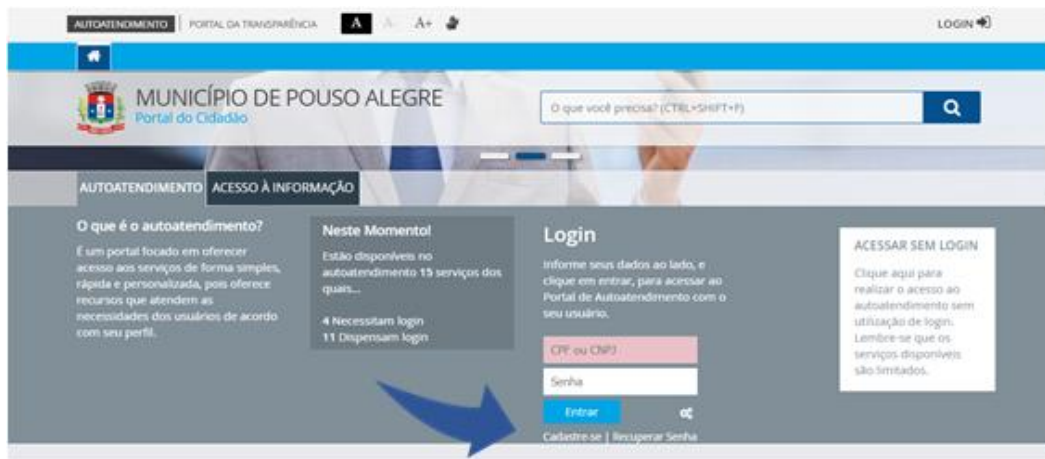 AUTOATENDIMENTO | PORTAL DA TRANSPARÊNCIA A A- A+ LOGIN
MUNICÍPIO DE POUSO ALEGRE
Portal do Cidadão
O que você precisa? (CTRL+SHIFT+F)
AUTOATENDIMENTO ACESSO À INFORMAÇÃO
O que é o autoatendimento?
É um portal focado em oferecer
acesso aos serviços de forma simples,
rápida e personalizada, pois oferece
recursos que atendem as
necessidades dos usuários de acordo
com seu perfil.
Neste Momento!
Estão disponíveis no
autoatendimento 15 serviços dos
quais...
4 Necessitam login
11 Dispensam login
Login
Informe seus dados ao lado, e
clique em entrar, para acessar ao
Portal de Autoatendimento com o
seu usuário.
CPF ou CNPJ
Senha
Entrar
Cadastre-se | Recuperar Senha
ACESSAR SEM LOGIN
Clique aqui para
realizar o acesso ao
autoatendimento sem
utilização de login.
Lembre-se que os
serviços disponíveis
são limitados.